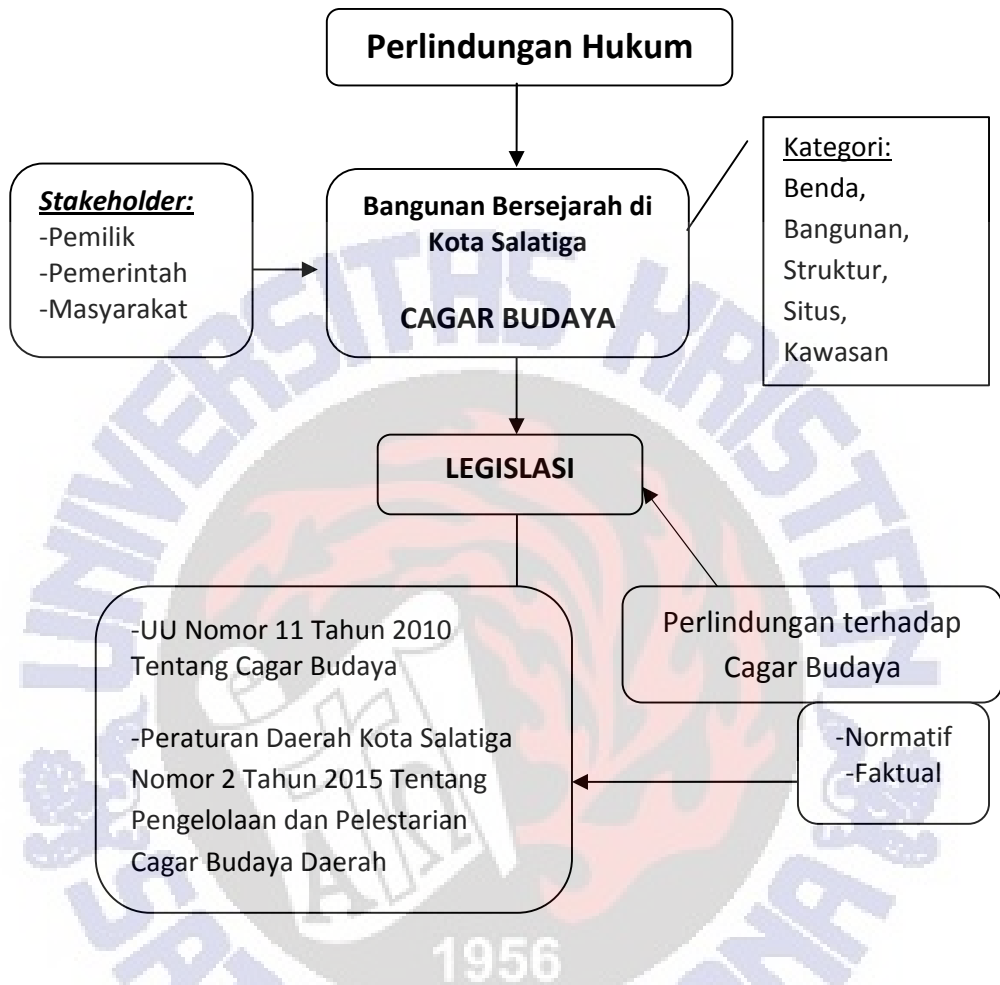 Perlindungan Hukum
Stakeholder:
-Pemilik
-Pemerintah
-Masyarakat
Bangunan Bersejarah di
Kota Salatiga
CAGAR BUDAYA
Kategori:
Benda,
Bangunan,
Struktur,
Situs,
Kawasan
LEGISLASI
-UU Nomor 11 Tahun 2010
Tentang Cagar Budaya
-Peraturan Daerah Kota Salatiga
Nomor 2 Tahun 2015 Tentang
Pengelolaan dan Pelestarian
Cagar Budaya Daerah
Perlindungan terhadap
Cagar Budaya
-Normatif
-Faktual
UNIVERSITAS KRISTEN
1956